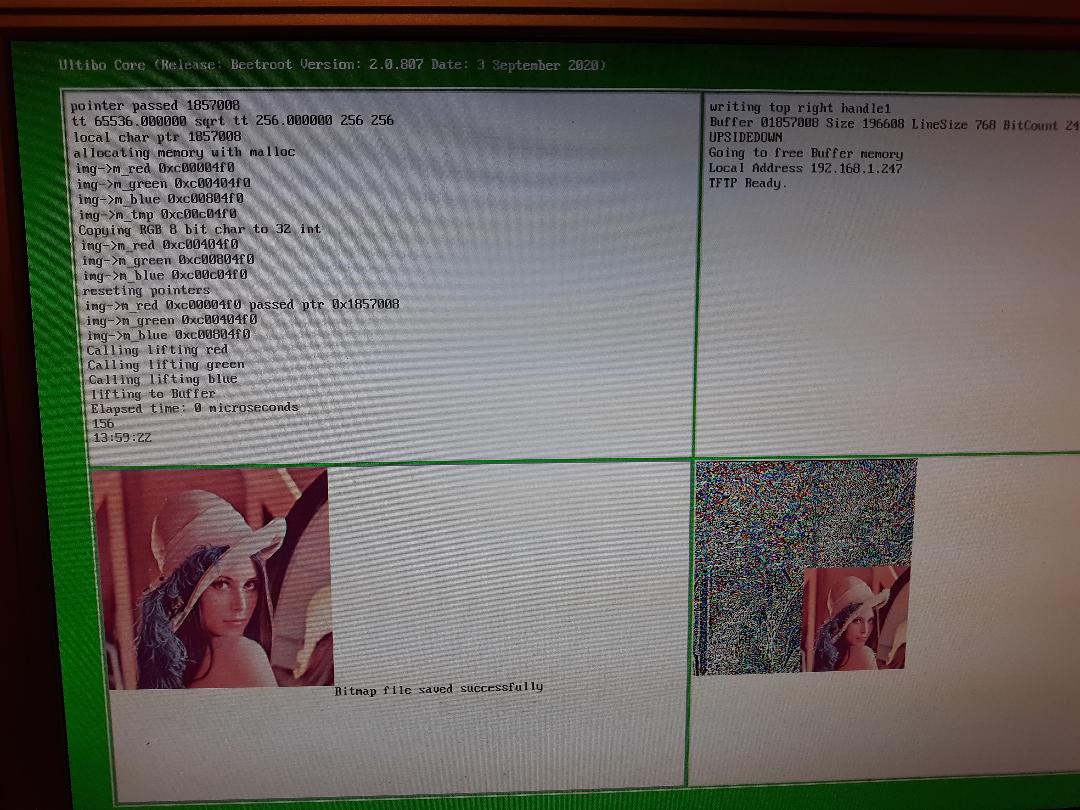 Ultibo Core (Release: Beetroot Version: 2.0.807 Date: 3 September 2020)
pointer passed 1857008
tt 65536.000000 sqrt tt 256.000000 256 256
local char ptr 1857008
allocating memory with malloc
img->m_red 0xc00004f0
img->m_green 0xc00404f0
img->m_blue 0xc00804f0
img->m_tmp 0xc00c04f0
Copying RGB 8 bit char to 32 int
img->m_red 0xc00404f0
img->m_green 0xc00804f0
img->m_blue 0xc00c04f0
reseting pointers
img->m_red 0xc00004f0 passed ptr 0x1857008
img->m_green 0xc00404f0
img->m_blue 0xc00804f0
Calling lifting red
Calling lifting green
Calling lifting blue
lifting to Buffer
Elapsed time: 0 microseconds
156
13:59:22
writing top right handle1
Buffer 01857008 Size 196608 LineSize 768 BitCount 24
UPSIDEDOWN
Going to free Buffer memory
Local Address 192.168.1.247
TFTP Ready.
Bitmap file saved successfully